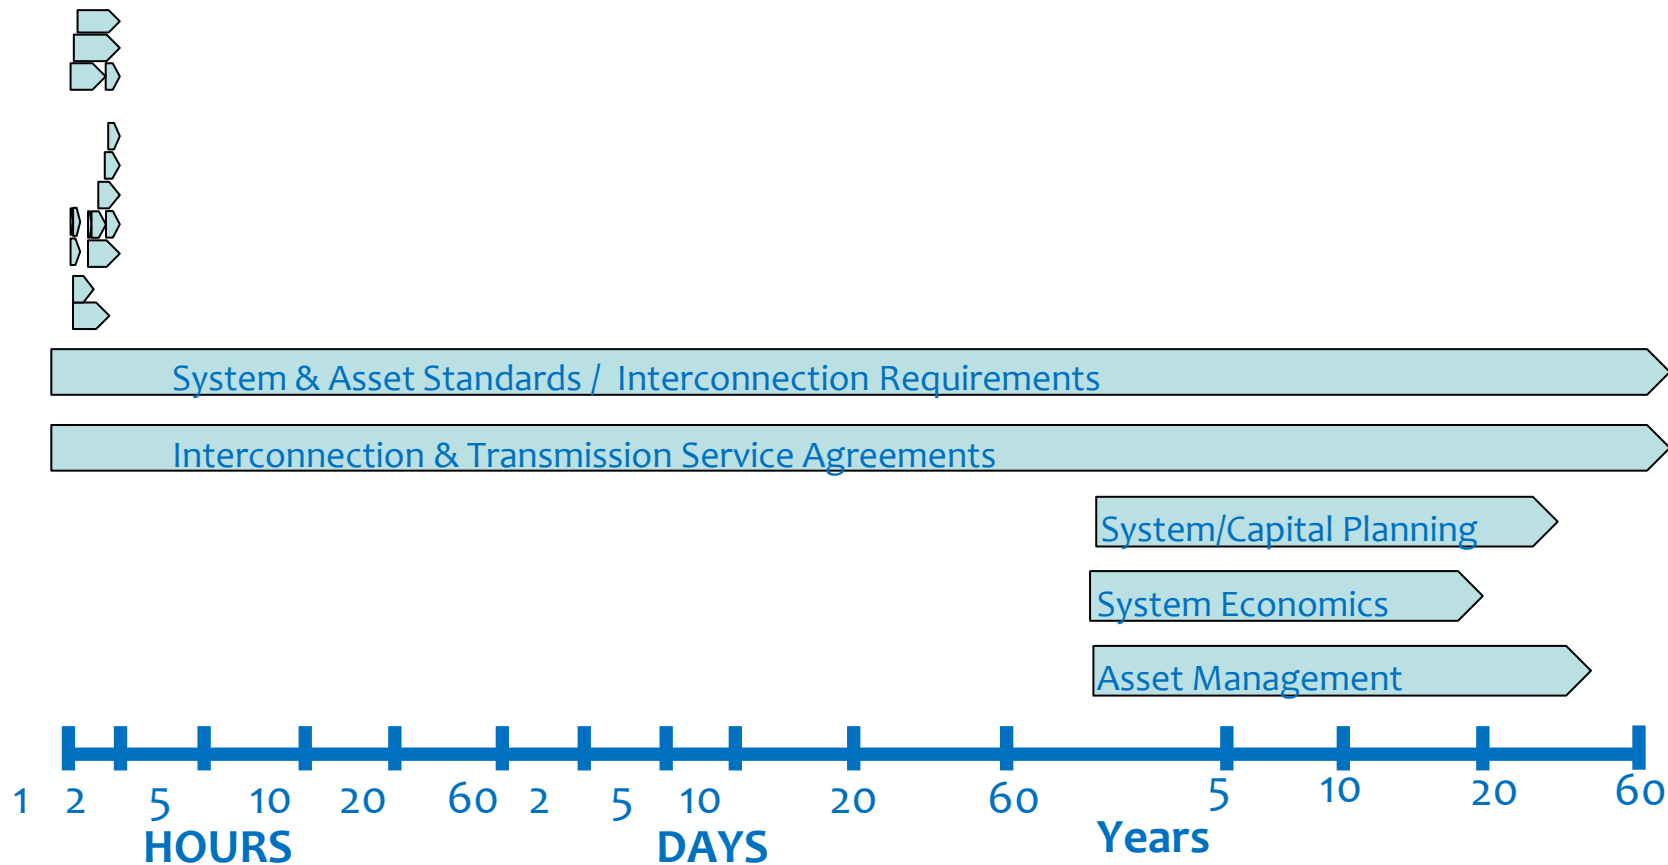 System & Asset Standards / Interconnection Requirements
Interconnection & Transmission Service Agreements
System/Capital Planning
System Economics
Asset Management
1 2 5 10 20 60 2 5 10 20 60 5 10 20 60
HOURS DAYS Years